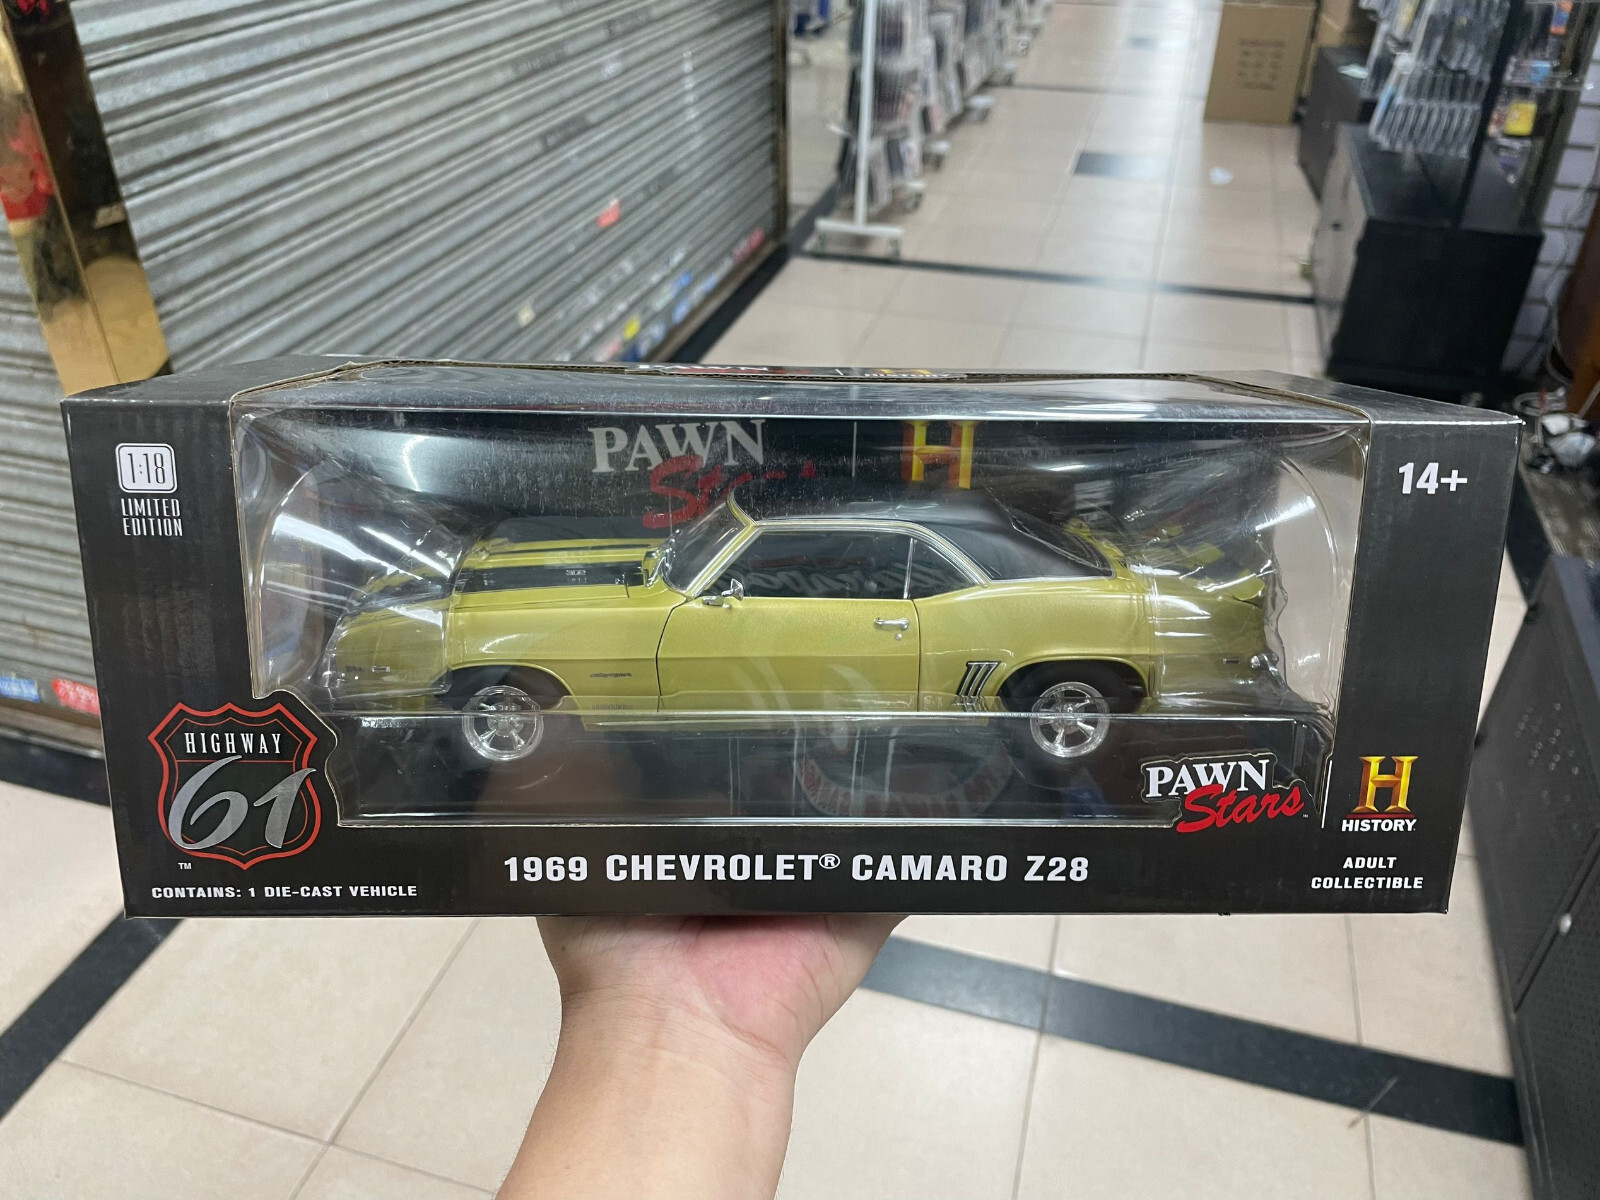 PAWN
Stars
H
1:18
LIMITED
EDITION
14+
302
HIGHWAY
61
TM
CONTAINS: 1 DIE-CAST VEHICLE
1969 CHEVROLET® CAMARO Z28
PAWN
Stars
H
HISTORY
ADULT
COLLECTIBLE